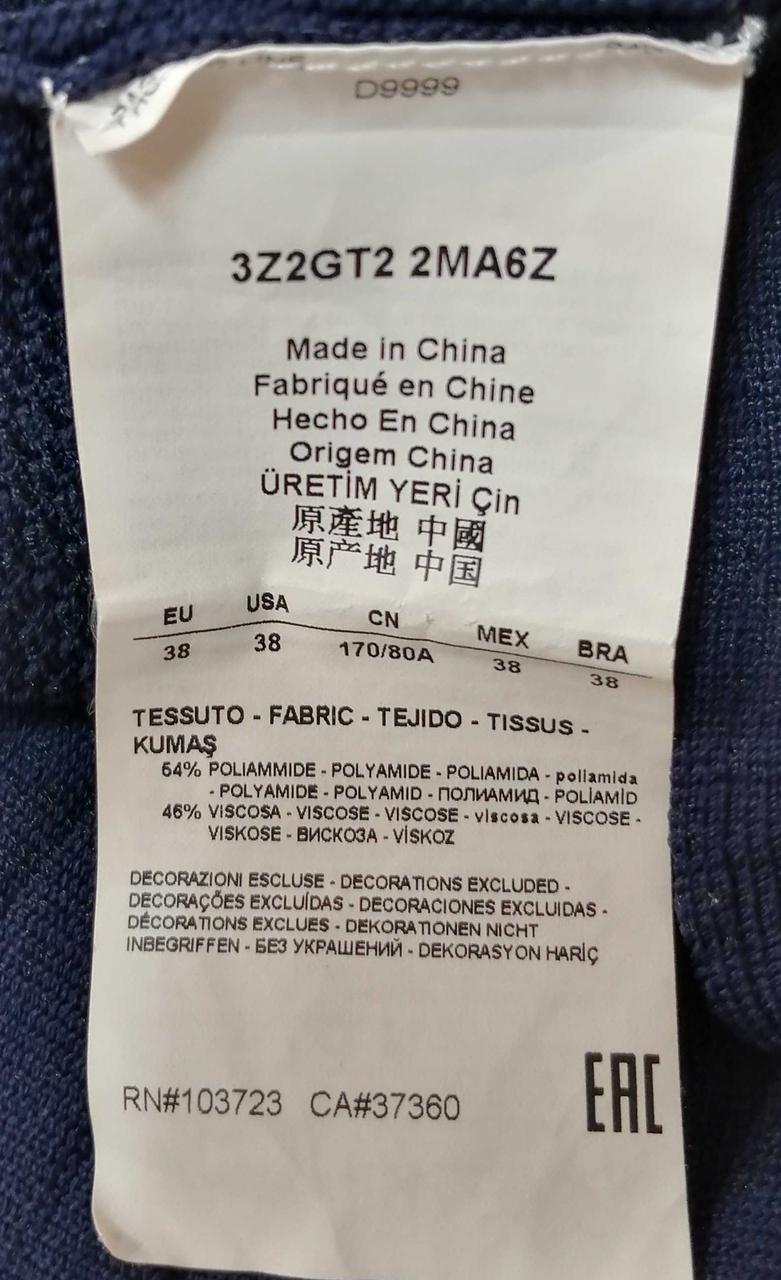 D9999
3Z2GT2 2MA6Z
Made in China
Fabriqué en Chine
Hecho En China
Origem China
ÜRETİM YERİ Çin
原產地 中國
原产地 中国
EU USA CN MEX BRA
38 38 170/80A 38 38
TESSUTO - FABRIC - TEJIDO - TISSUS -
KUMAŞ
54% POLIAMMIDE - POLYAMIDE - POLIAMIDA - poliamida
- POLYAMIDE - POLYAMID - ПОЛИАМИД - POLİAMİD
46% VISCOSA - VISCOSE - VISCOSE - viscosa - VISCOSE -
VISKOSE - ВИСКОЗА - VİSKOZ
DECORAZIONI ESCLUSE - DECORATIONS EXCLUDED -
DECORAÇÕES EXCLUÍDAS - DECORACIONES EXCLUIDAS -
DÉCORATIONS EXCLUES - DEKORATIONEN NICHT
INBEGRIFFEN - БЕЗ УКРАШЕНИЙ - DEKORASYON HARİÇ
RN#103723 CA#37360
EAC